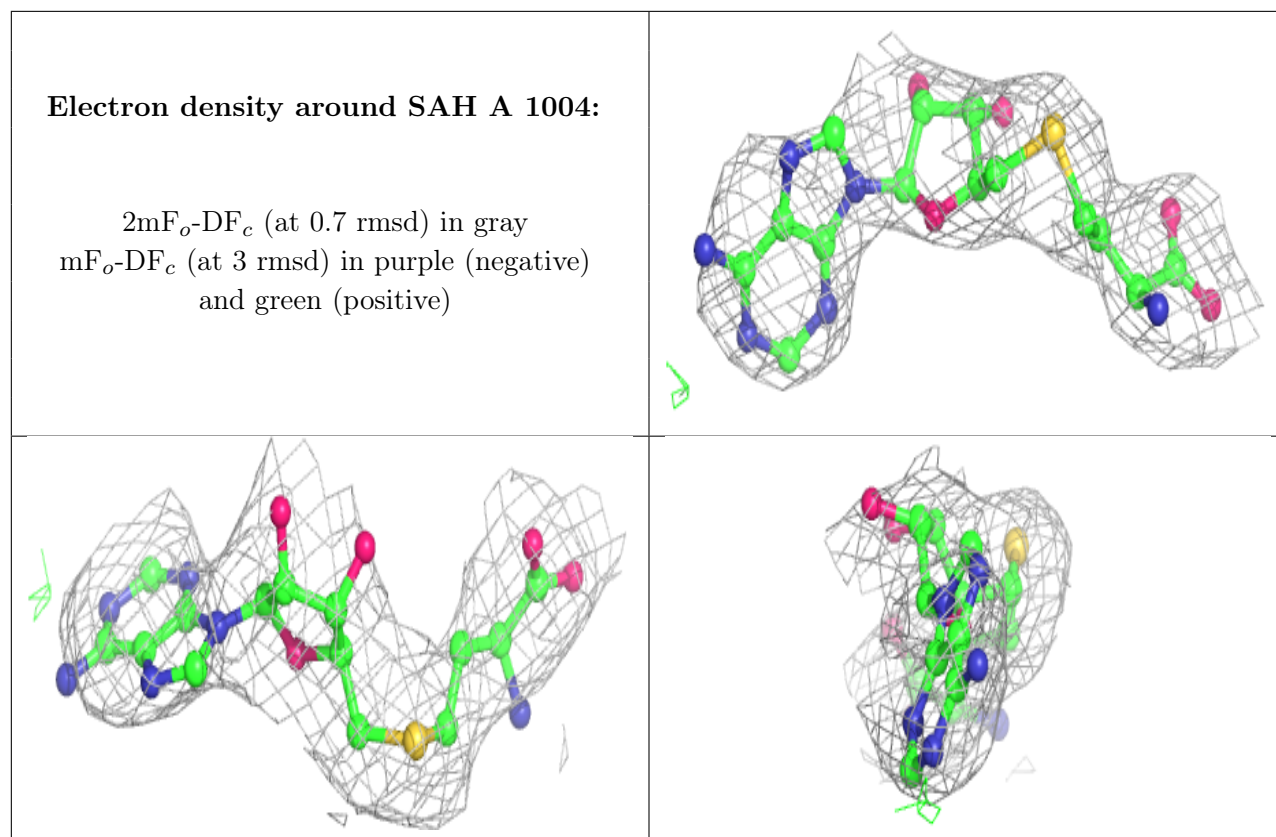 Electron density around SAH A 1004:
2mFo-DFc (at 0.7 rmsd) in gray
mFo-DFc (at 3 rmsd) in purple (negative)
and green (positive)